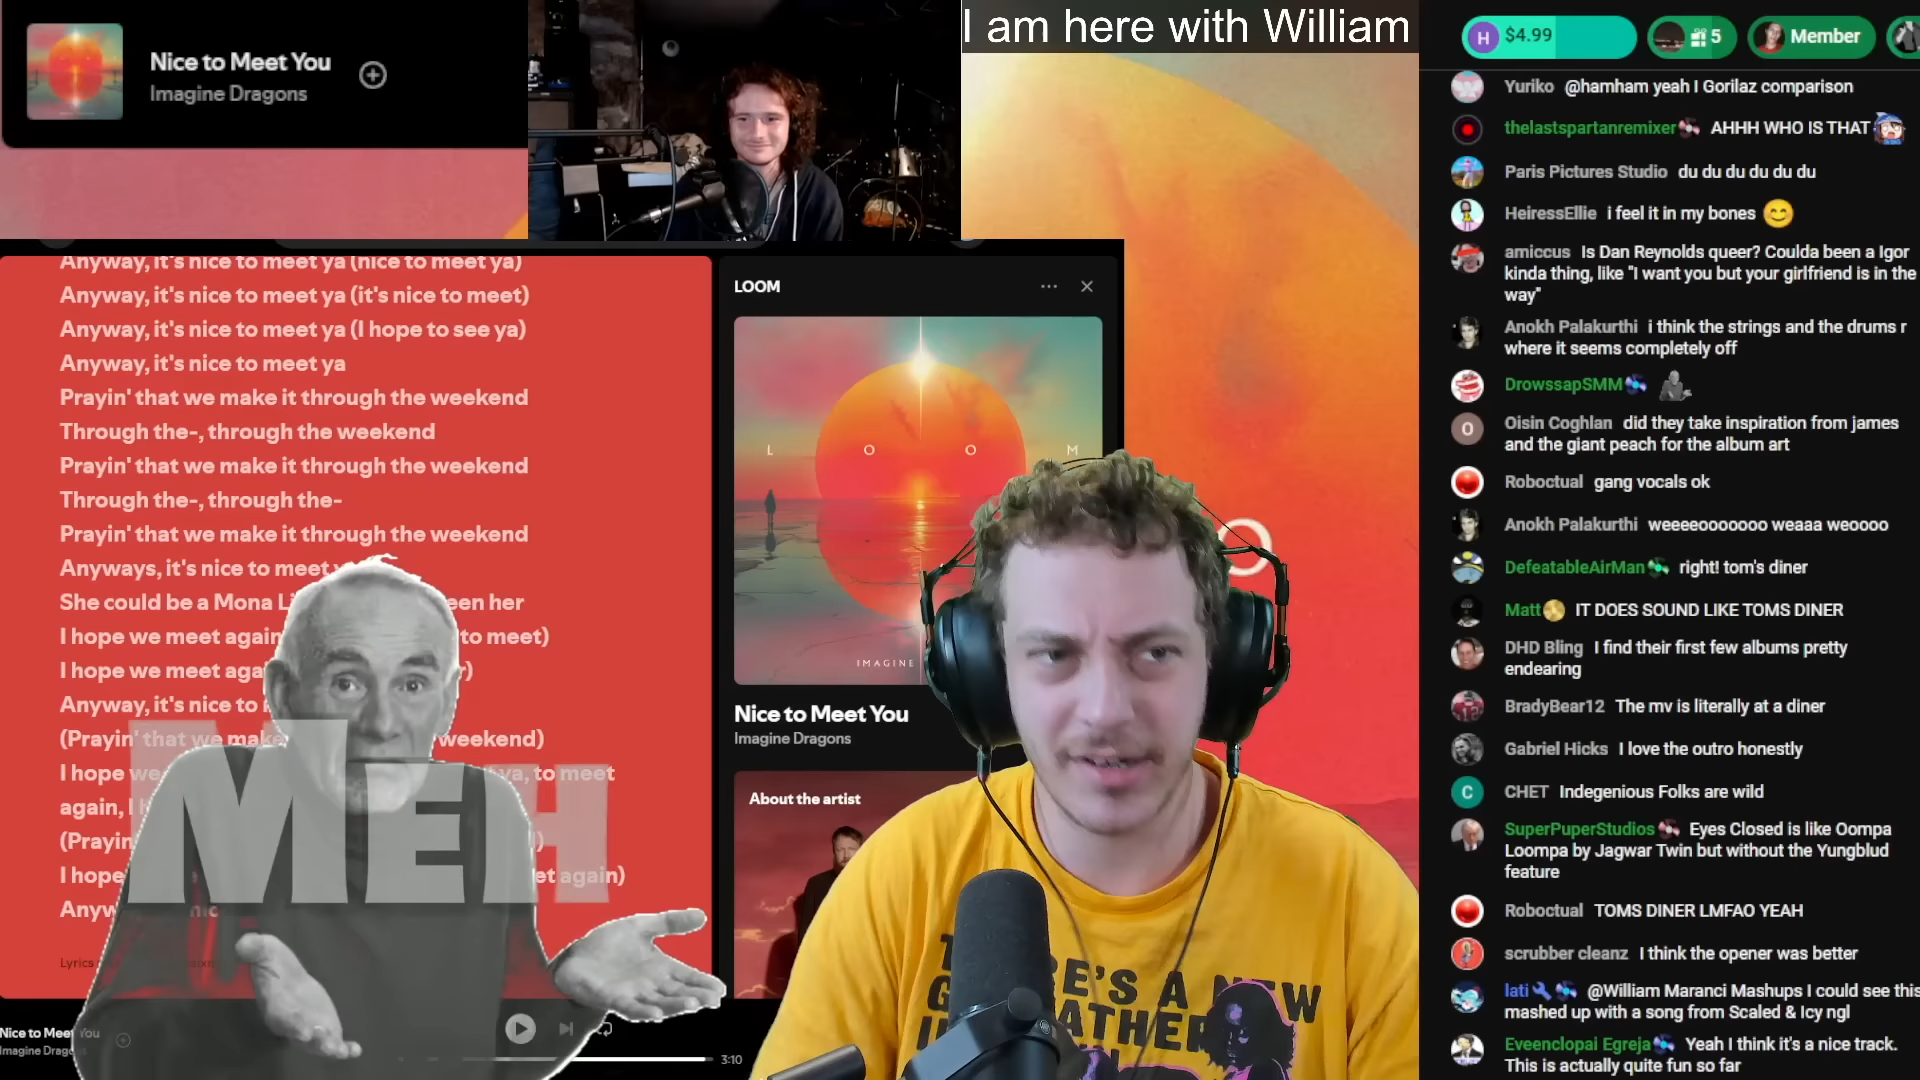 Nice to Meet You
Imagine Dragons
I am here with William
Anyway, it's nice to meet ya (nice to meet ya)
Anyway, it's nice to meet ya (it's nice to meet)
Anyway, it's nice to meet ya (I hope to see ya)
Anyway, it's nice to meet ya
Prayin' that we make it through the weekend
Through the-, through the weekend
Prayin' that we make it through the weekend
Through the-, through the-
Prayin' that we make it through the weekend
Anyways, it's nice to meet
She could be a Mona een her
I hope we meet again to meet)
I hope we meet
Anyway, it's nice to
(Prayin' that we make weekend)
I hope we ya, to meet
again, I
(Prayin
I hope et again)
Lyrics
MEH
LOOM
L O O M
IMAGINE
Nice to Meet You
Imagine Dragons
About the artist
Nice to Meet You
Imagine
3:10
O
A NEW
$4.99
5
Member
Yuriko @hamham yeah I Gorilaz comparison
thelastspartanremixer AHHH WHO IS THAT
Paris Pictures Studio du du du du du du
HeiressEllie i feel it in my bones 😊
amiccus Is Dan Reynolds queer? Coulda been a Igor
kinda thing, like "I want you but your girlfriend is in the
way"
Anokh Palakurthi i think the strings and the drums r
where it seems completely off
DrowssapSMM
Oisin Coghlan did they take inspiration from james
and the giant peach for the album art
Roboctual gang vocals ok
Anokh Palakurthi weeeeooooooo weaaa weoooo
DefeatableAirMan right! tom's diner
Matt IT DOES SOUND LIKE TOMS DINER
DHD Bling I find their first few albums pretty
endearing
BradyBear12 The mv is literally at a diner
Gabriel Hicks I love the outro honestly
CHET Indegenious Folks are wild
SuperPuperStudios Eyes Closed is like Oompa
Loompa by Jagwar Twin but without the Yungblud
feature
Roboctual TOMS DINER LMFAO YEAH
scrubber cleanz I think the opener was better
lati @William Maranci Mashups I could see this
mashed up with a song from Scaled & Icy ngl
Eveenclopai Egreja Yeah I think it's a nice track.
This is actually quite fun so far